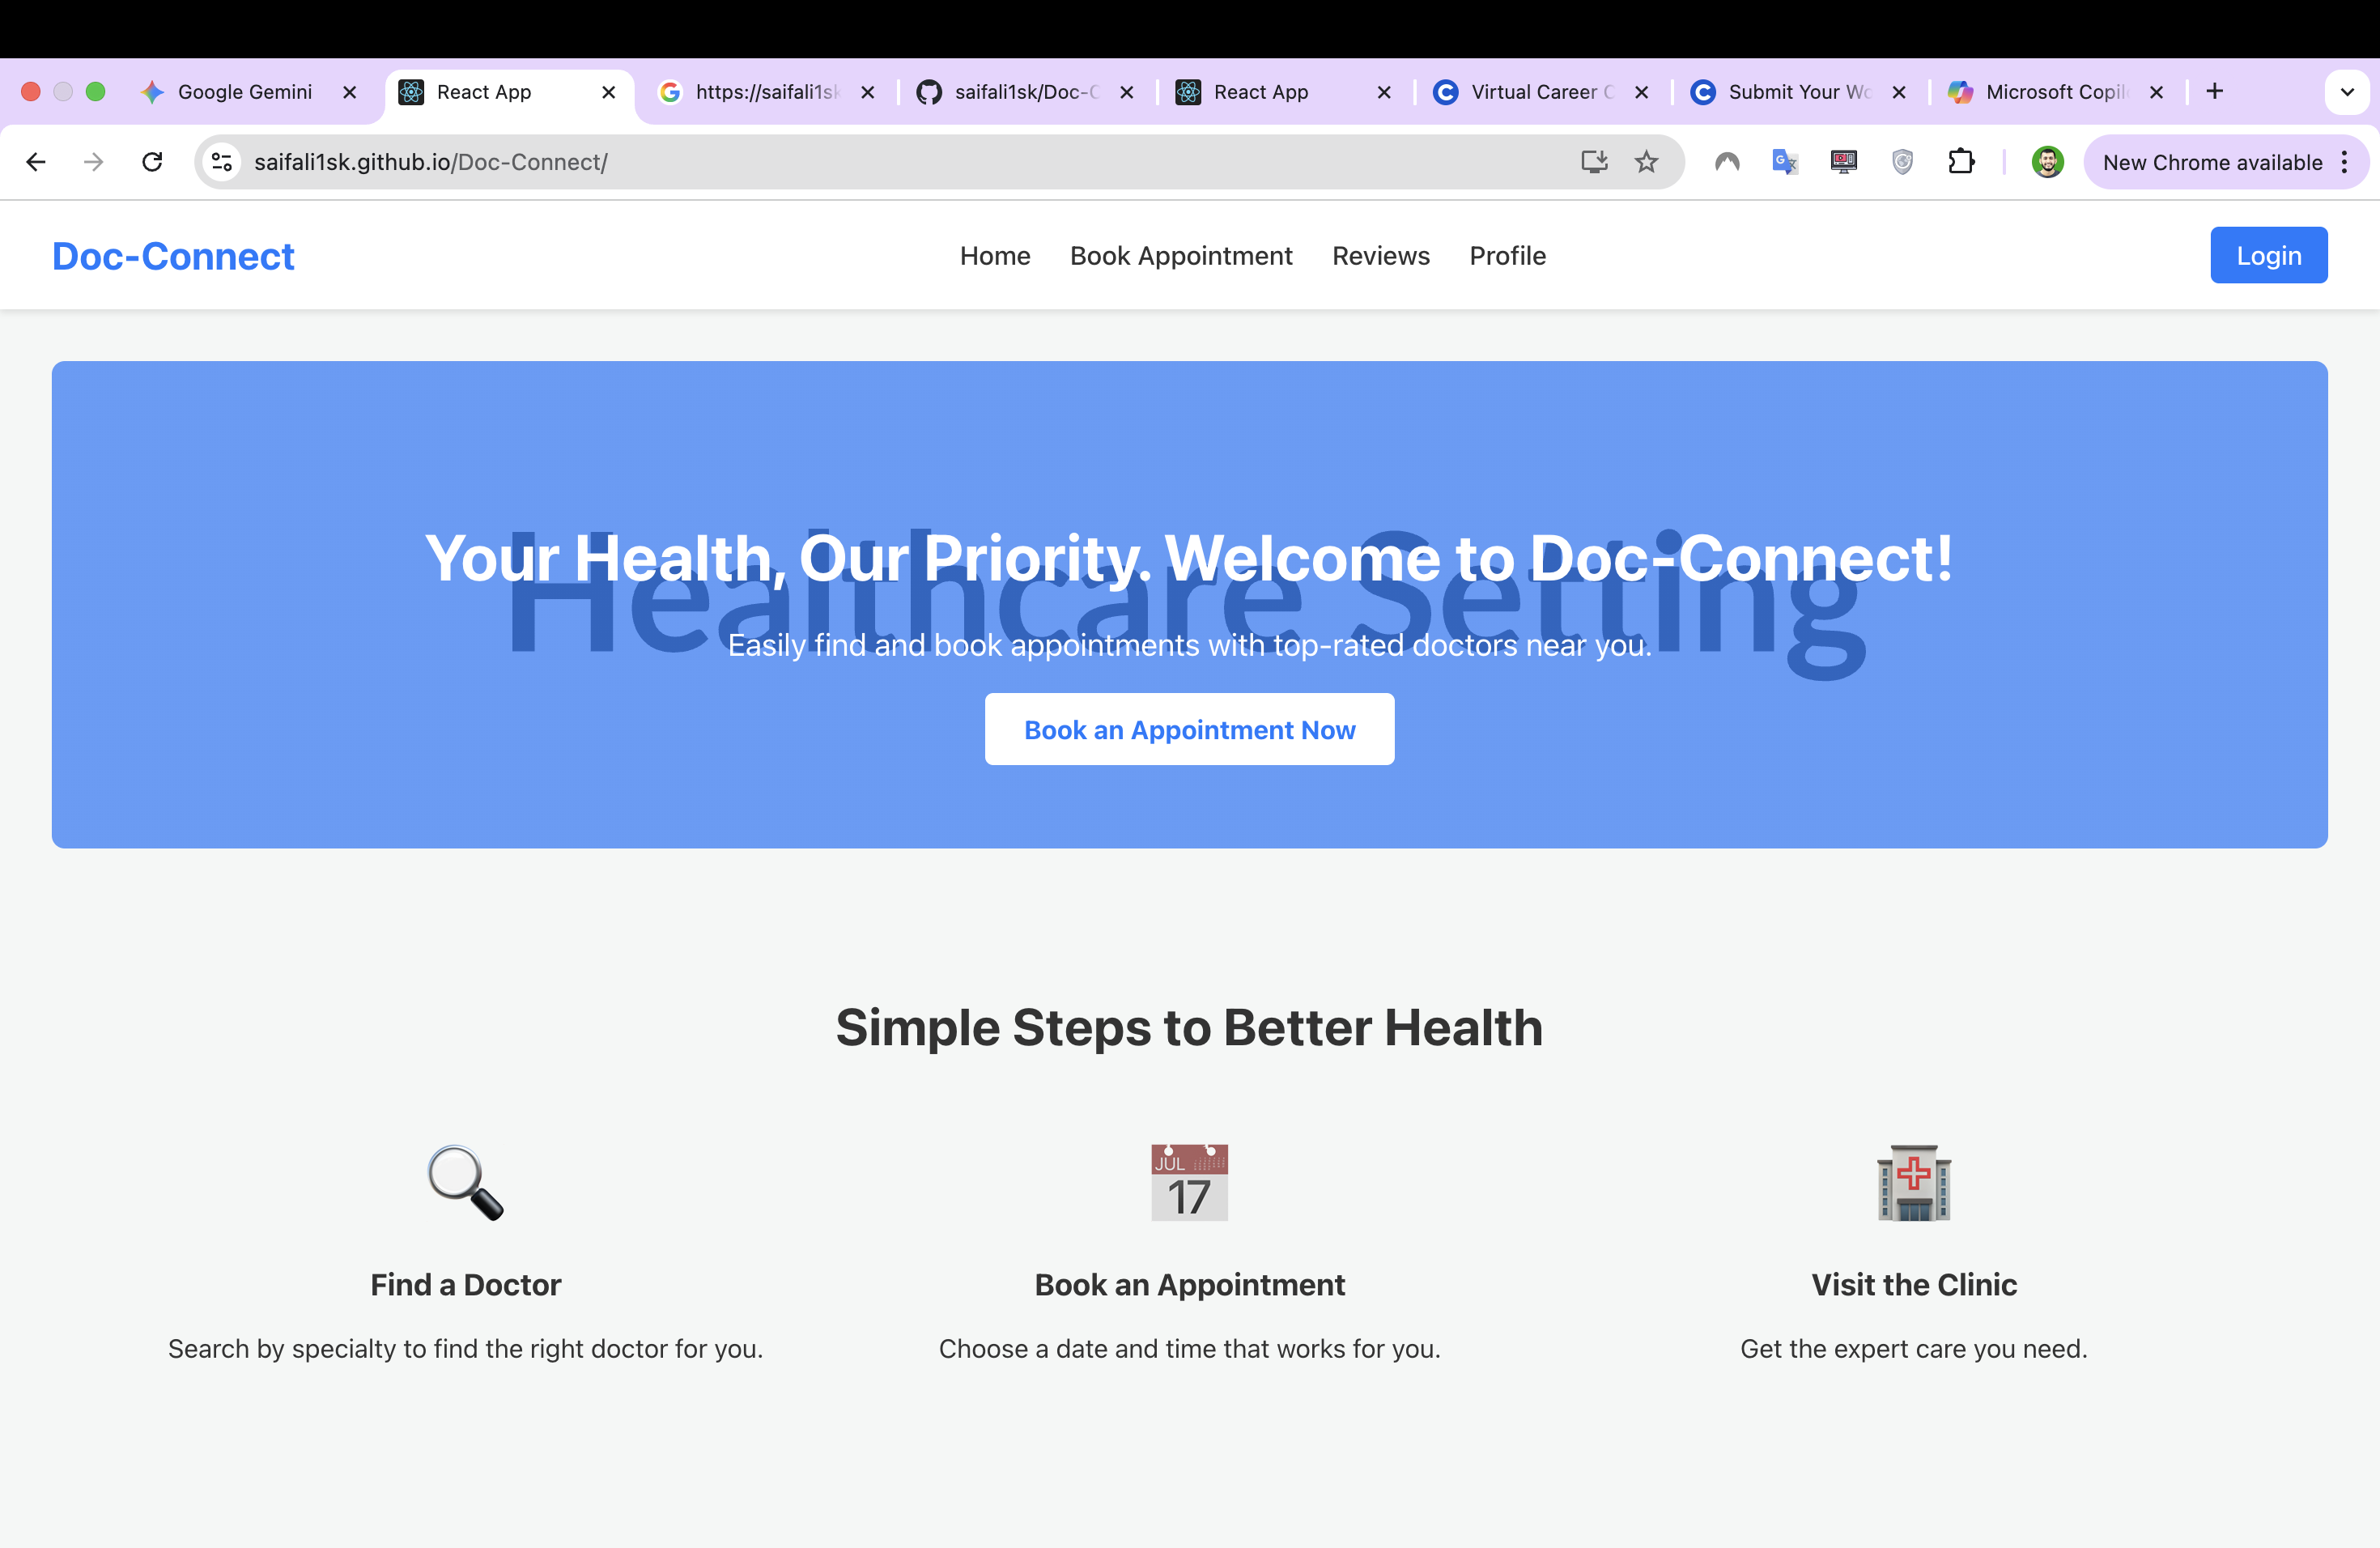 Google Gemini
React App
https://saifali1sk
saifali1sk/Doc-C
React App
Virtual Career C
Submit Your Wo
Microsoft Copil
saifali1sk.github.io/Doc-Connect/
New Chrome available
Doc-Connect
Home
Book Appointment
Reviews
Profile
Login
Healthcare Setting
Your Health, Our Priority. Welcome to Doc-Connect!
Easily find and book appointments with top-rated doctors near you.
Book an Appointment Now
Simple Steps to Better Health
JUL
17
Find a Doctor
Book an Appointment
Visit the Clinic
Search by specialty to find the right doctor for you.
Choose a date and time that works for you.
Get the expert care you need.